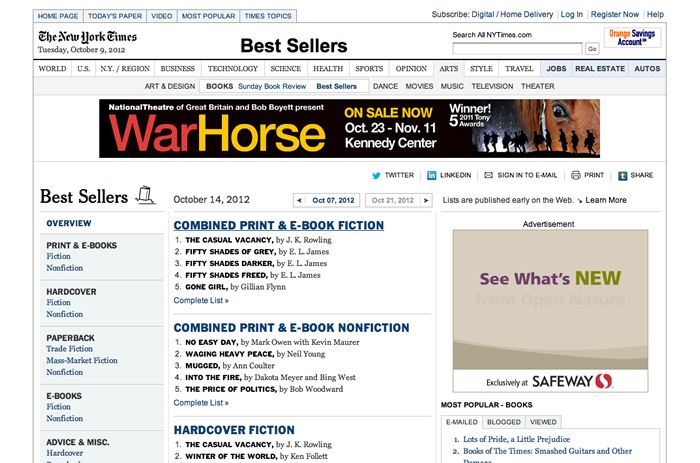 HOME PAGE TODAY'S PAPER VIDEO MOST POPULAR TIMES TOPICS
Subscribe: Digital / Home Delivery Log In Register Now Help
The New York Times
Tuesday, October 9, 2012
Best Sellers
Search All NYTimes.com
Go
Orange Savings
Account℠
WORLD U.S. N.Y. / REGION BUSINESS TECHNOLOGY SCIENCE HEALTH SPORTS OPINION ARTS STYLE TRAVEL JOBS REAL ESTATE AUTOS
ART & DESIGN BOOKS Sunday Book Review Best Sellers DANCE MOVIES MUSIC TELEVISION THEATER
NationalTheatre of Great Britain and Bob Boyett present
WarHorse
ON SALE NOW
Oct. 23 - Nov. 11
Kennedy Center
Winner!
5 2011 Tony
Awards
TWITTER LINKEDIN SIGN IN TO E-MAIL PRINT SHARE
Best Sellers
October 14, 2012
Oct 07, 2012 Oct 21, 2012
Lists are published early on the Web. Learn More
OVERVIEW
PRINT & E-BOOKS
Fiction
Nonfiction
HARDCOVER
Fiction
Nonfiction
PAPERBACK
Trade Fiction
Mass-Market Fiction
Nonfiction
E-BOOKS
Fiction
Nonfiction
ADVICE & MISC.
Hardcover
COMBINED PRINT & E-BOOK FICTION
1. THE CASUAL VACANCY, by J. K. Rowling
2. FIFTY SHADES OF GREY, by E. L. James
3. FIFTY SHADES DARKER, by E. L. James
4. FIFTY SHADES FREED, by E. L. James
5. GONE GIRL, by Gillian Flynn
Complete List »
COMBINED PRINT & E-BOOK NONFICTION
1. NO EASY DAY, by Mark Owen with Kevin Maurer
2. WAGING HEAVY PEACE, by Neil Young
3. MUGGED, by Ann Coulter
4. INTO THE FIRE, by Dakota Meyer and Bing West
5. THE PRICE OF POLITICS, by Bob Woodward
Complete List »
HARDCOVER FICTION
1. THE CASUAL VACANCY, by J. K. Rowling
2. WINTER OF THE WORLD, by Ken Follett
Advertisement
See What's NEW
from Open Nature
Exclusively at SAFEWAY
MOST POPULAR - BOOKS
E-MAILED BLOGGED VIEWED
1. Lots of Pride, a Little Prejudice
2. Books of The Times: Smashed Guitars and Other
Damage